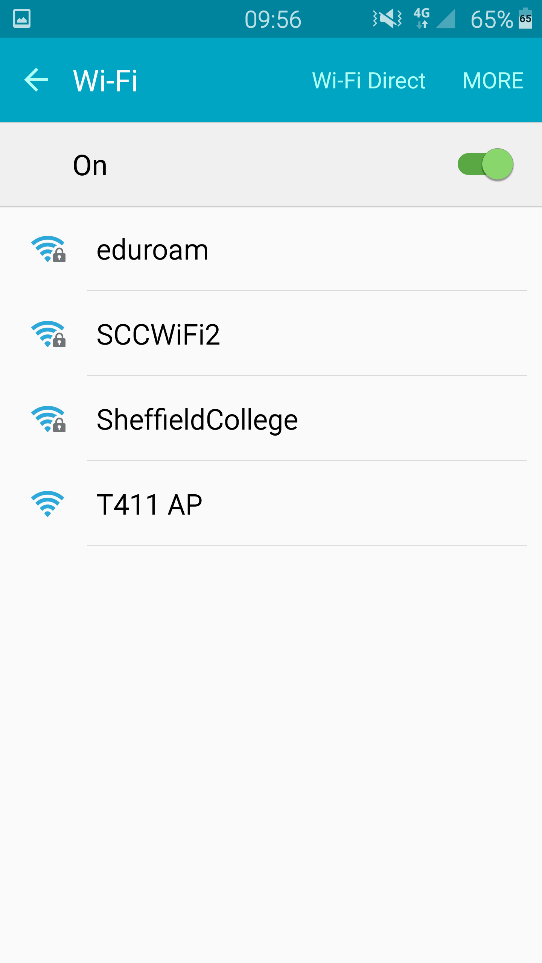 09:56 4G 65% 65
Wi-Fi Wi-Fi Direct MORE
On
eduroam
SCCWiFi2
SheffieldCollege
T411 AP